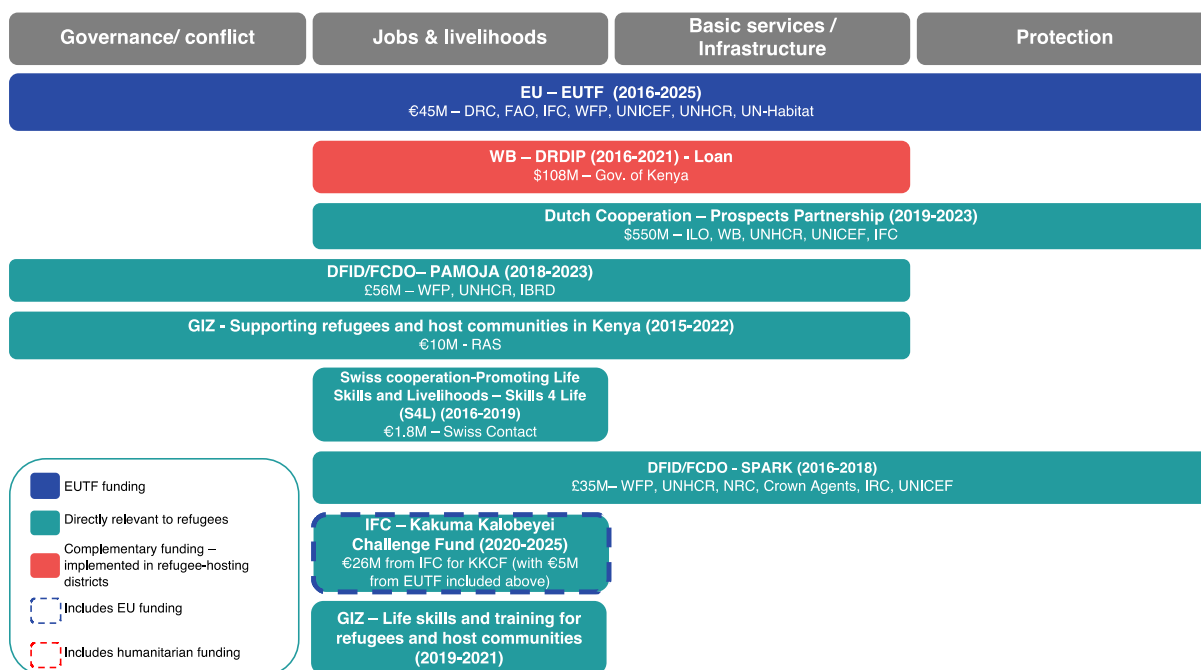 Governance/ conflict
Jobs & livelihoods
Basic services /
Infrastructure
Protection
EU – EUTF (2016-2025)
€45M – DRC, FAO, IFC, WFP, UNICEF, UNHCR, UN-Habitat
WB – DRDIP (2016-2021) - Loan
$108M – Gov. of Kenya
Dutch Cooperation – Prospects Partnership (2019-2023)
$550M – ILO, WB, UNHCR, UNICEF, IFC
DFID/FCDO– PAMOJA (2018-2023)
£56M – WFP, UNHCR, IBRD
GIZ - Supporting refugees and host communities in Kenya (2015-2022)
€10M - RAS
Swiss cooperation-Promoting Life
Skills and Livelihoods – Skills 4 Life
(S4L) (2016-2019)
€1.8M – Swiss Contact
DFID/FCDO - SPARK (2016-2018)
£35M– WFP, UNHCR, NRC, Crown Agents, IRC, UNICEF
IFC – Kakuma Kalobeyei
Challenge Fund (2020-2025)
€26M from IFC for KKCF (with €5M
from EUTF included above)
GIZ – Life skills and training for
refugees and host communities
(2019-2021)
EUTF funding
Directly relevant to refugees
Complementary funding –
implemented in refugee-hosting
districts
Includes EU funding
Includes humanitarian funding